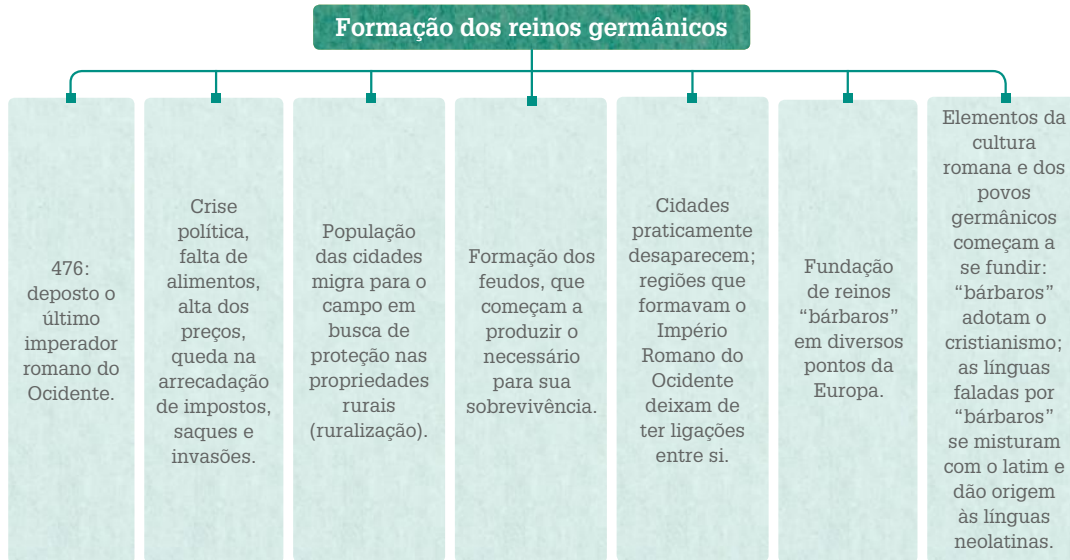 Formação dos reinos germânicos
476:
deposto o
último
imperador
romano do
Ocidente.
Crise
política,
falta de
alimentos,
alta dos
preços,
queda na
arrecadação
de impostos,
saques e
invasões.
População
das cidades
migra para o
campo em
busca de
proteção nas
propriedades
rurais
(ruralização).
Formação dos
feudos, que
começam a
produzir o
necessário
para sua
sobrevivência.
Cidades
praticamente
desaparecem;
regiões que
formavam o
Império
Romano do
Ocidente
deixam de
ter ligações
entre si.
Fundação
de reinos
“bárbaros”
em diversos
pontos da
Europa.
Elementos da
cultura
romana e dos
povos
germânicos
começam a
se fundir:
“bárbaros”
adotam o
cristianismo;
as línguas
faladas por
“bárbaros”
se misturam
com o latim e
dão origem
às línguas
neolatinas.